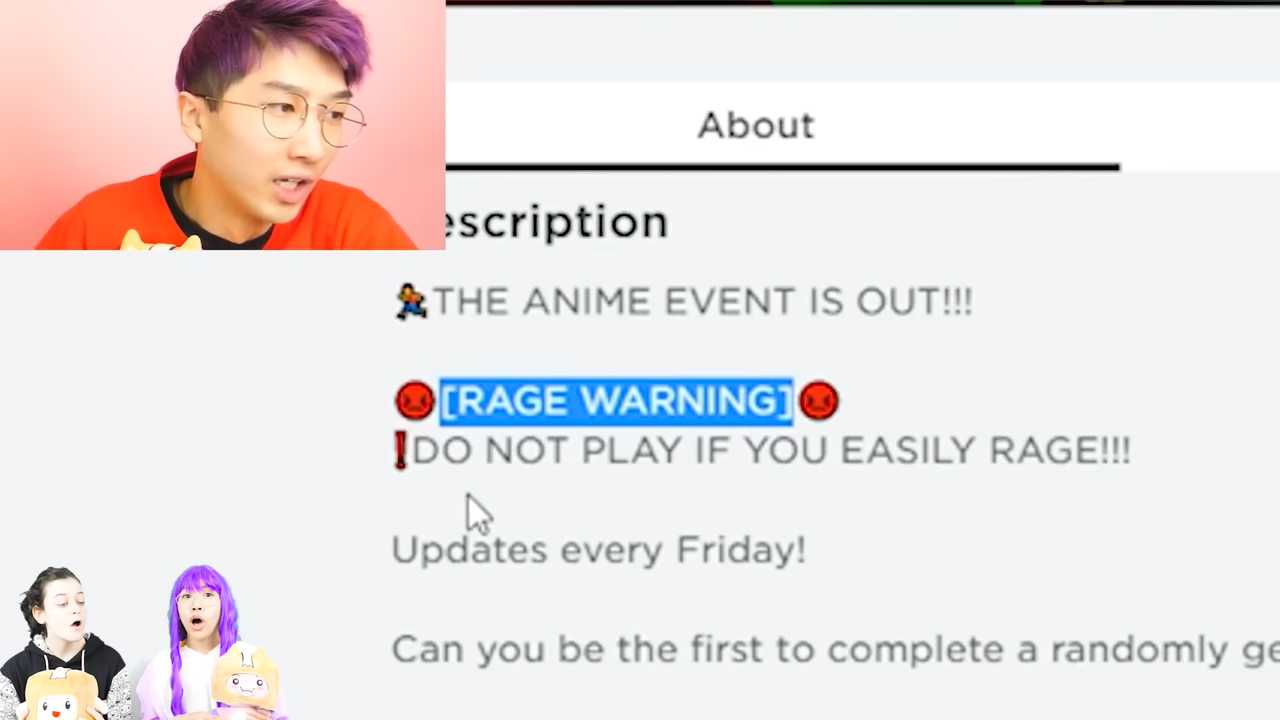 About
escription
THE ANIME EVENT IS OUT!!!
[RAGE WARNING]
❗DO NOT PLAY IF YOU EASILY RAGE!!!
Updates every Friday!
Can you be the first to complete a randomly ge